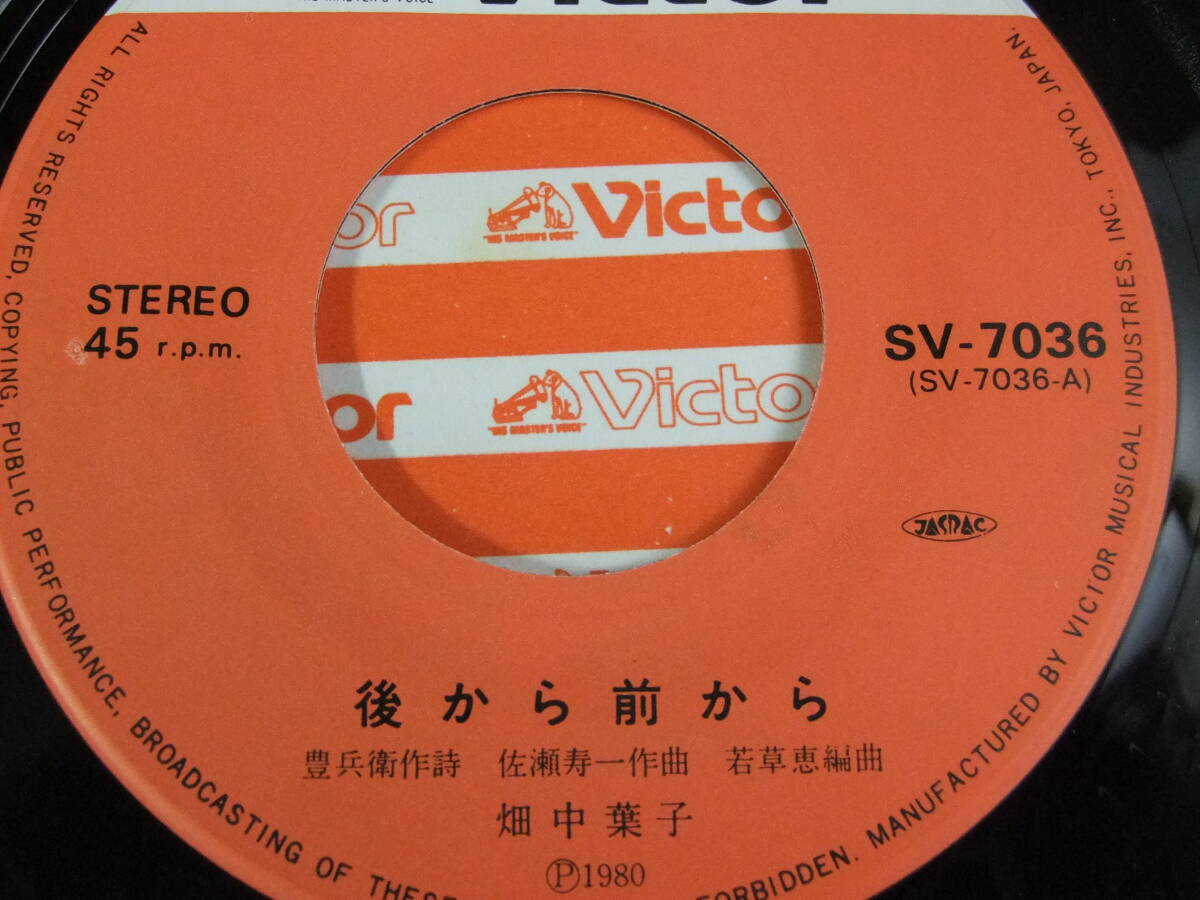 Victor
ALL RIGHTS RESERVED, COPYING, PUBLIC PERFORMANCE, BROADCASTING OF THESE
FORBIDDEN. MANUFACTURED BY VICTOR MUSICAL INDUSTRIES, INC., TOKYO, JAPAN.
or "HIS MASTER'S VOICE" Victo
STEREO
45 r.p.m.
SV-7036
(SV-7036-A)
or "HIS MASTER'S VOICE" Victo
JASRAC
後から前から
豊兵衛作詩 佐瀬寿一作曲 若草恵編曲
畑中葉子
Ⓟ1980